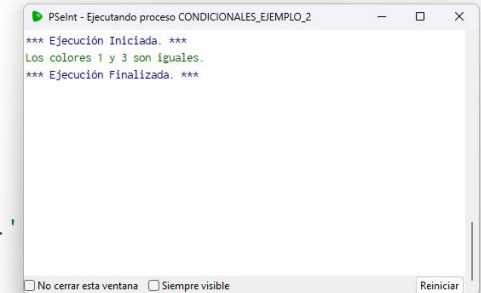 PSeInt - Ejecutando proceso CONDICIONALES_EJEMPLO_2
*** Ejecución Iniciada. ***
Los colores 1 y 3 son iguales.
*** Ejecución Finalizada. ***
.'
No cerrar esta ventana Siempre visible Reiniciar